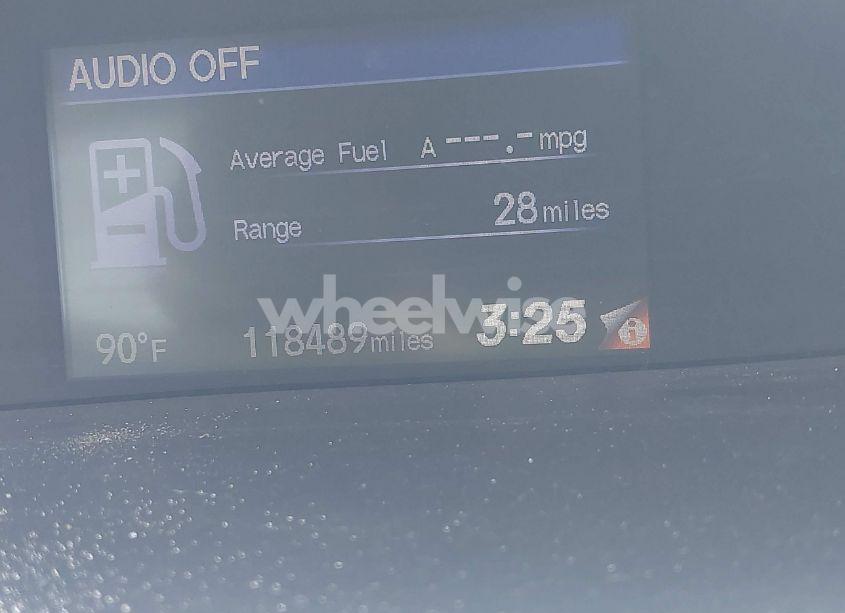 AUDIO OFF
Average Fuel A ---.- mpg
Range 28 miles
wheelwise
90°F 118489 miles 3:25 i